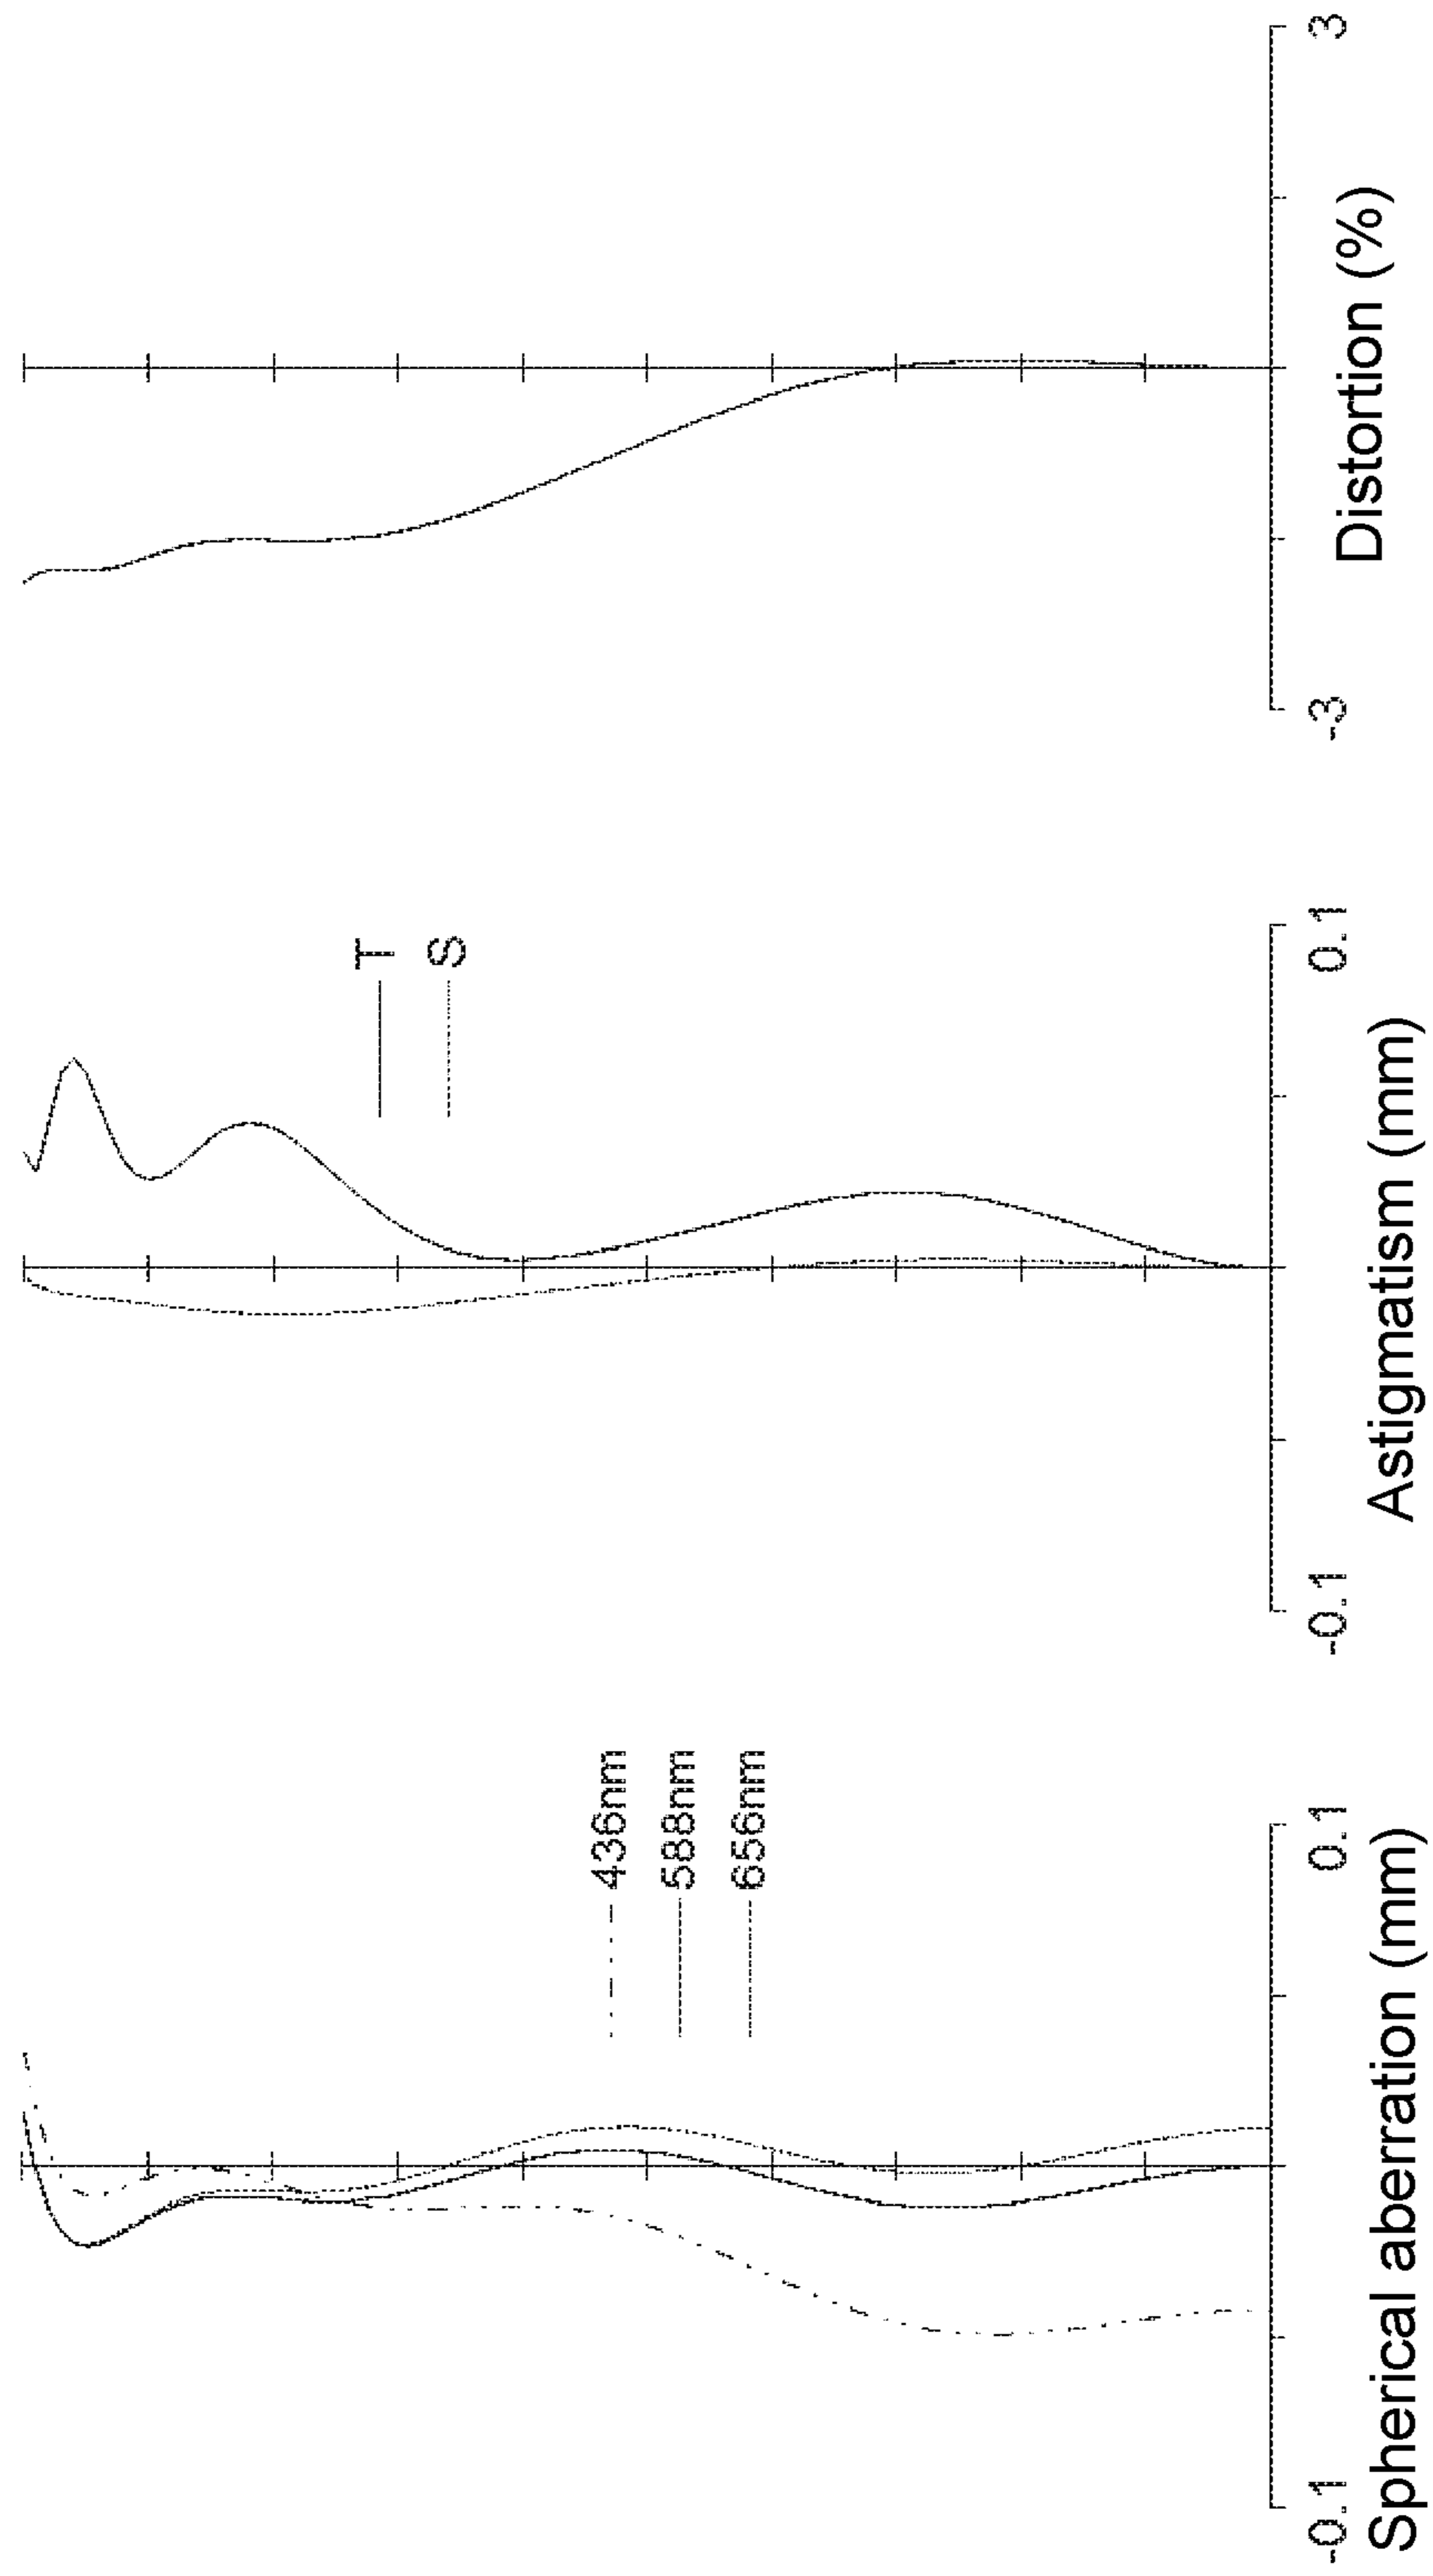 436nm
588nm
656nm
-0.1
0.1
Spherical aberration (mm)
T
S
-0.1
0.1
Astigmatism (mm)
-3
3
Distortion (%)